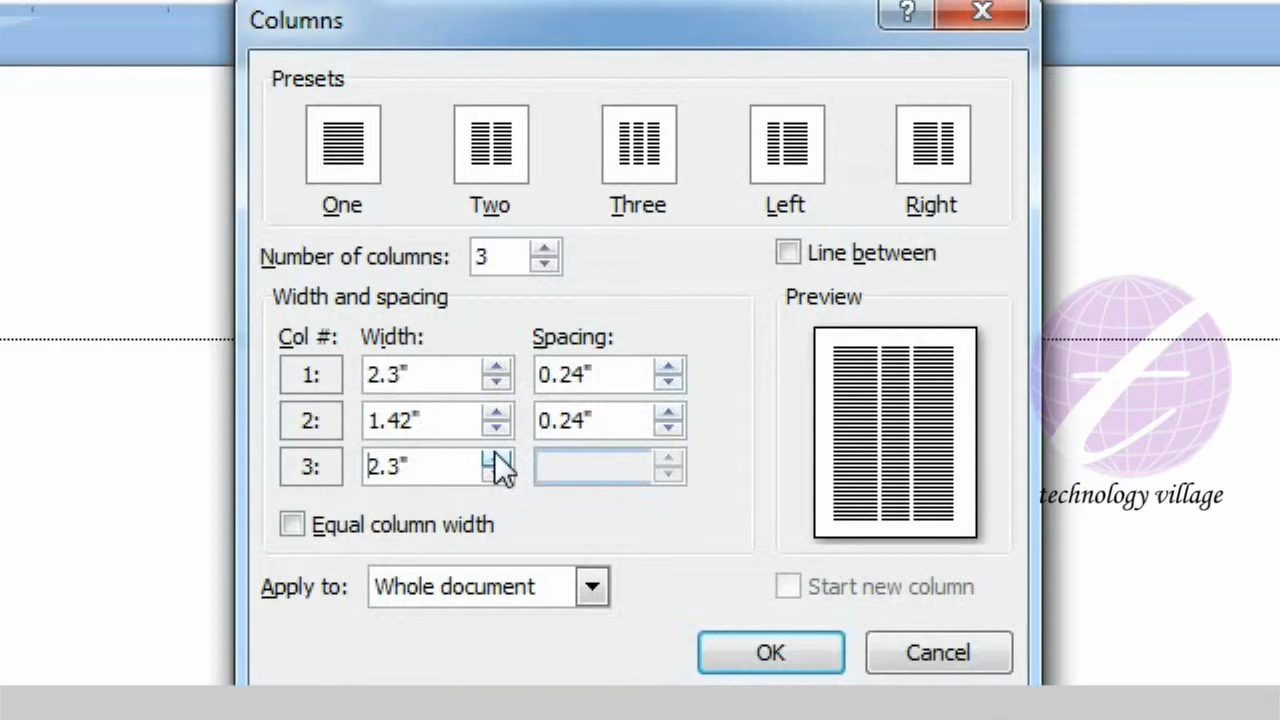 Columns
?
Presets
One Two Three Left Right
Number of columns: 3
Line between
Width and spacing
Preview
Col #: Width: Spacing:
1: 2.3" 0.24"
2: 1.42" 0.24"
3: 2.3"
Equal column width
Apply to: Whole document
Start new column
OK Cancel
t
technology village